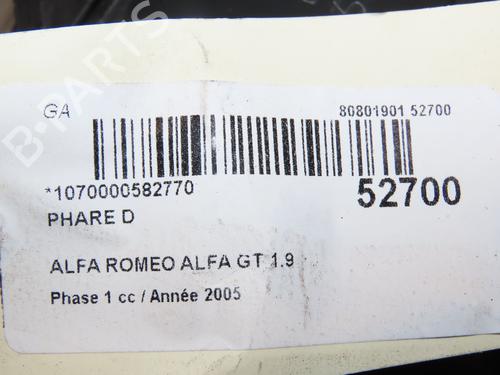 B-PARTS
GA
80801901 52700
*1070000582770
52700
PHARE D
ALFA ROMEO ALFA GT 1.9
Phase 1 cc / Année 2005